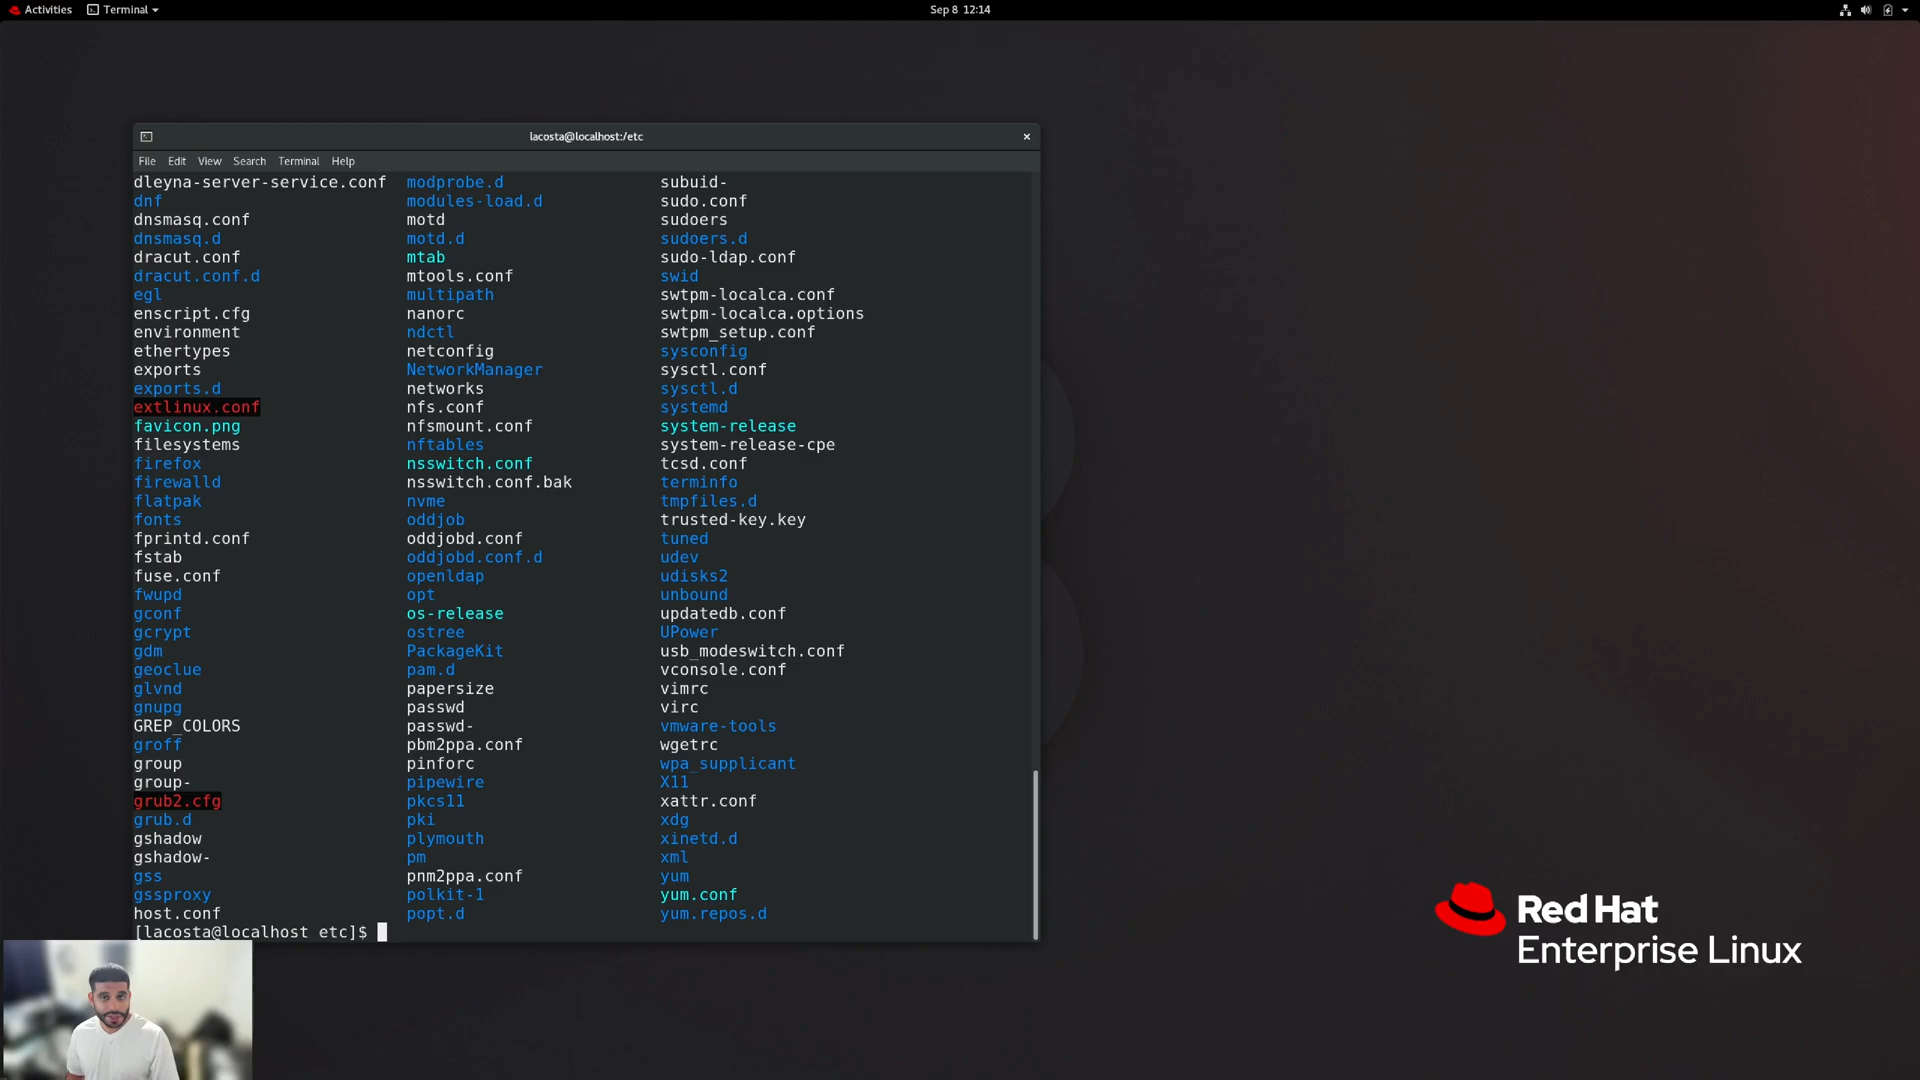 Activities Terminal Sep 8 12:14
lacosta@localhost:/etc ×
File Edit View Search Terminal Help
dleyna-server-service.conf modprobe.d subuid-
dnf modules-load.d sudo.conf
dnsmasq.conf motd sudoers
dnsmasq.d motd.d sudoers.d
dracut.conf mtab sudo-ldap.conf
dracut.conf.d mtools.conf swid
egl multipath swtpm-localca.conf
enscript.cfg nanorc swtpm-localca.options
environment ndctl swtpm_setup.conf
ethertypes netconfig sysconfig
exports NetworkManager sysctl.conf
exports.d networks sysctl.d
extlinux.conf nfs.conf systemd
favicon.png nfsmount.conf system-release
filesystems nftables system-release-cpe
firefox nsswitch.conf tcsd.conf
firewalld nsswitch.conf.bak terminfo
flatpak nvme tmpfiles.d
fonts oddjob trusted-key.key
fprintd.conf oddjobd.conf tuned
fstab oddjobd.conf.d udev
fuse.conf openldap udisks2
fwupd opt unbound
gconf os-release updatedb.conf
gcrypt ostree UPower
gdm PackageKit usb_modeswitch.conf
geoclue pam.d vconsole.conf
glvnd papersize vimrc
gnupg passwd virc
GREP_COLORS passwd- vmware-tools
groff pbm2ppa.conf wgetrc
group pinforc wpa_supplicant
group- pipewire X11
grub2.cfg pkcs11 xattr.conf
grub.d pki xdg
gshadow plymouth xinetd.d
gshadow- pm xml
gss pnm2ppa.conf yum
gssproxy polkit-1 yum.conf
host.conf popt.d yum.repos.d
[lacosta@localhost etc]$
Red Hat
Enterprise Linux